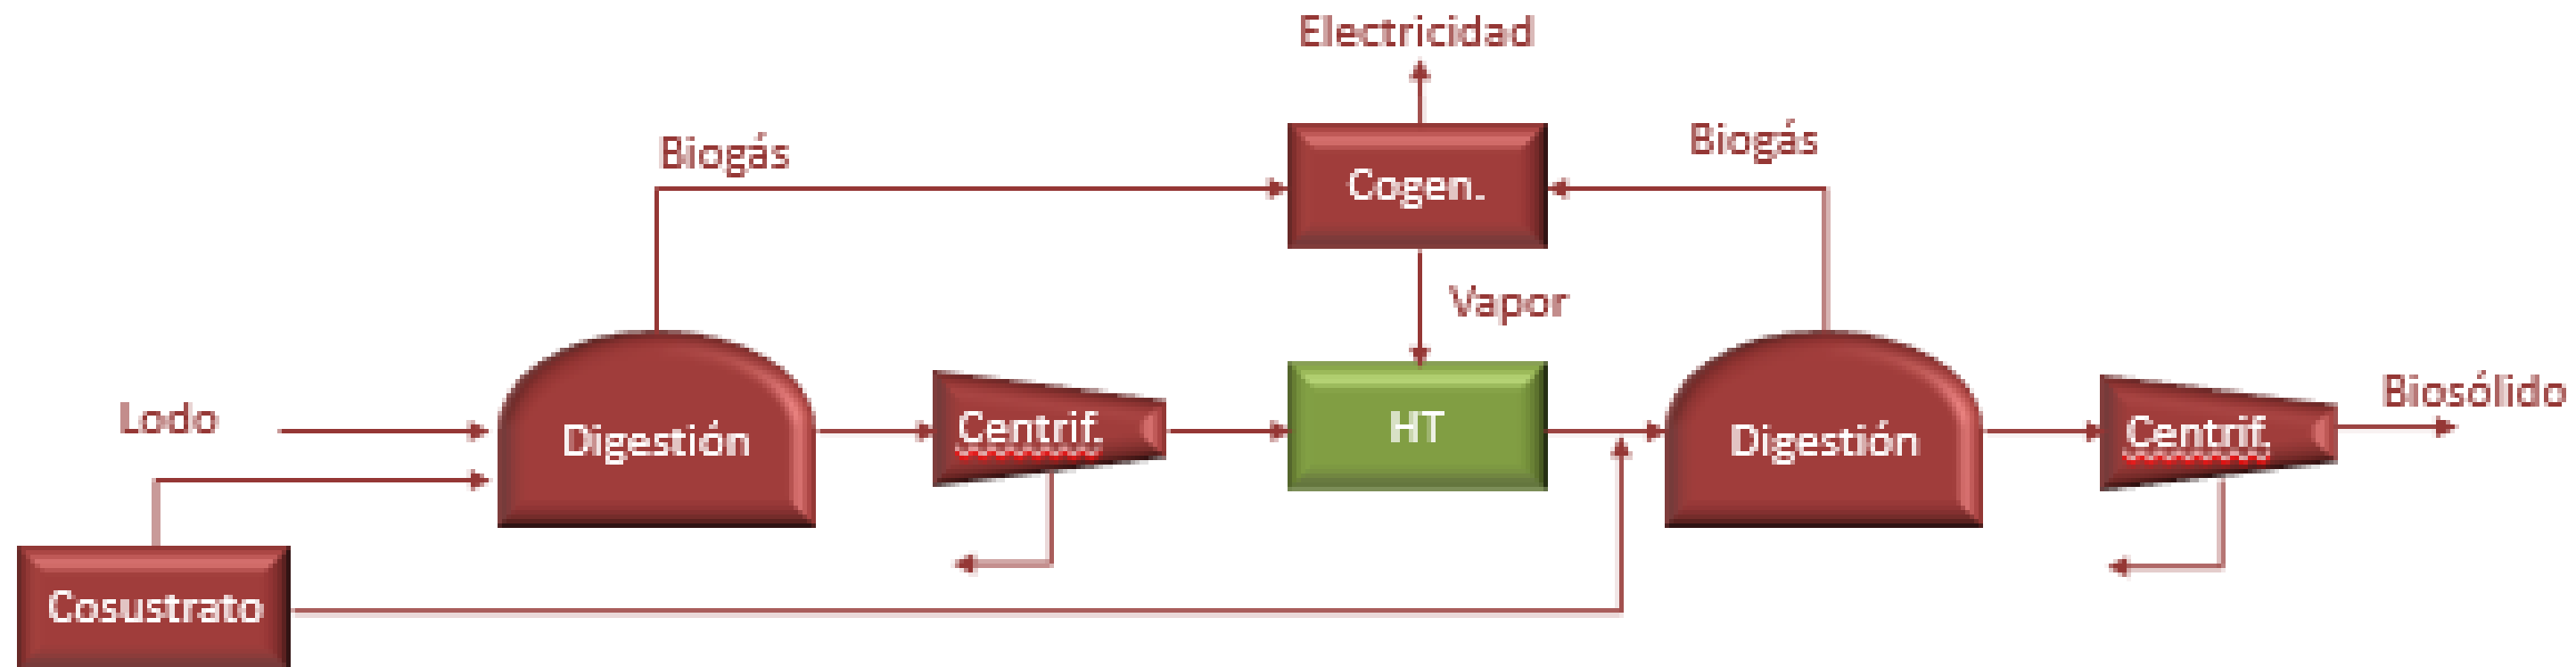 Electricidad
Biogás
Cogen.
Biogás
Vapor
Lodo
Digestión
Centrif.
HT
Digestión
Centrif.
Biosólido
Cosustrato